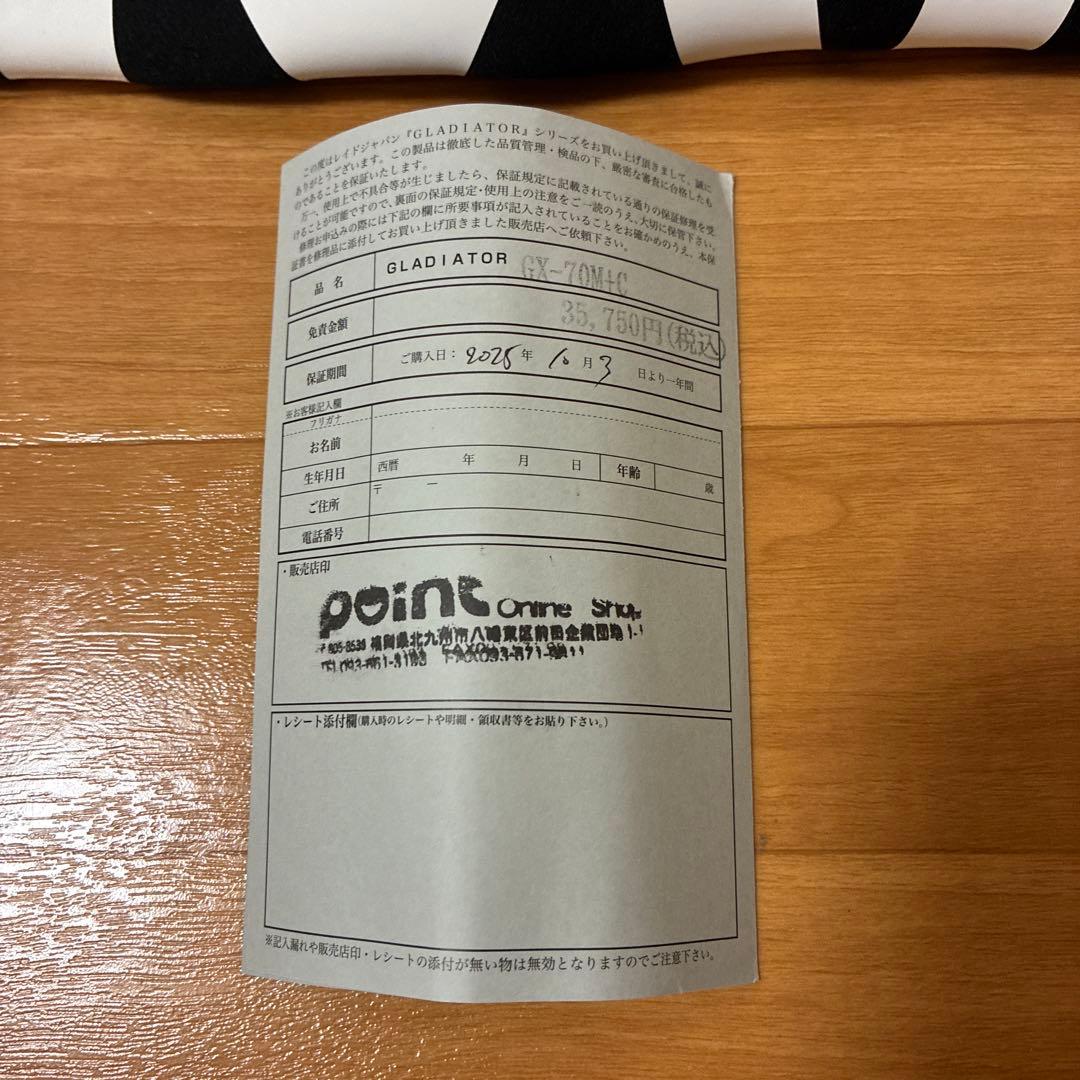 この度はレイドジャパン『GLADIATOR』シリーズをお買い上げ頂きまして、誠に
ありがとうございます。この製品は徹底した品質管理・検品の下、厳密な審査に合格したも
のであることを保証いたします。
万一、使用上で不具合等が生じましたら、保証規定に記載されている通りの保証修理を受
けることが可能ですので、裏面の保証規定・使用上の注意をご一読のうえ、大切に保管下さい。
修理お申込みの際には下記の欄に所要事項が記入されていることをお確かめのうえ、本保
証書を修理品に添付してお買い上げ頂きました販売店へご依頼下さい。
品名 GLADIATOR GX-70M+C
免責金額 35,750円(税込)
保証期間 ご購入日: 2025年 10月 3日より一年間
※お客様記入欄
フリガナ
お名前
生年月日 西暦 年 月 日 年齢 歳
ご住所 〒 ー
電話番号
・販売店印
point Online Shop
〒805-8539 福岡県北九州市八幡東区前田企業団地1-1
・レシート添付欄(購入時のレシートや明細・領収書等をお貼り下さい。)
※記入漏れや販売店印・レシートの添付が無い物は無効となりますのでご注意下さい。